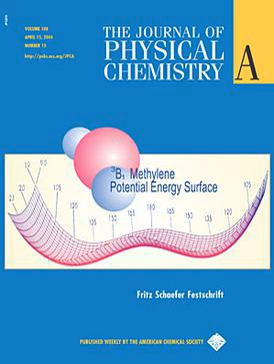 VOLUME 108
APRIL 15, 2004
NUMBER 15
http://pubs.acs.org/JPCA
THE JOURNAL OF
PHYSICAL
CHEMISTRY
A
³B₁ Methylene
Potential Energy Surface
Fritz Schaefer Festschrift
PUBLISHED WEEKLY BY THE AMERICAN CHEMICAL SOCIETY